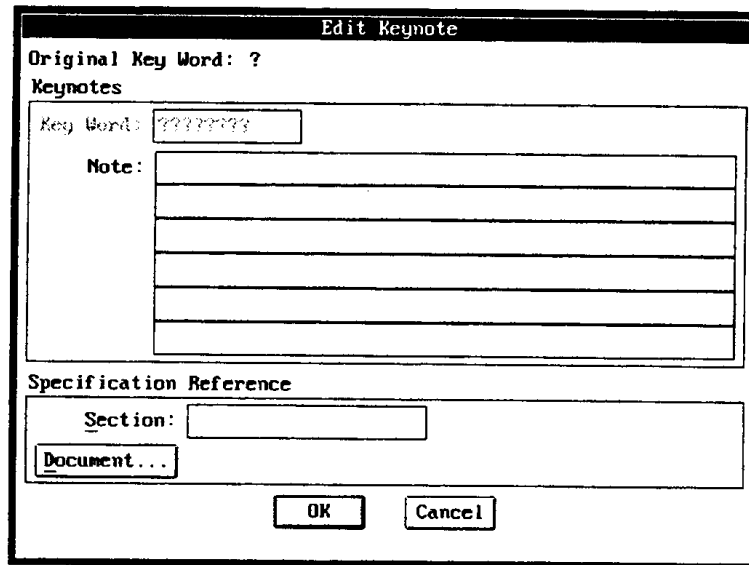 Edit Keynote
Original Key Word: ?
Keynotes
Key Word: ????????
Note:
Specification Reference
Section:
Document...
OK Cancel